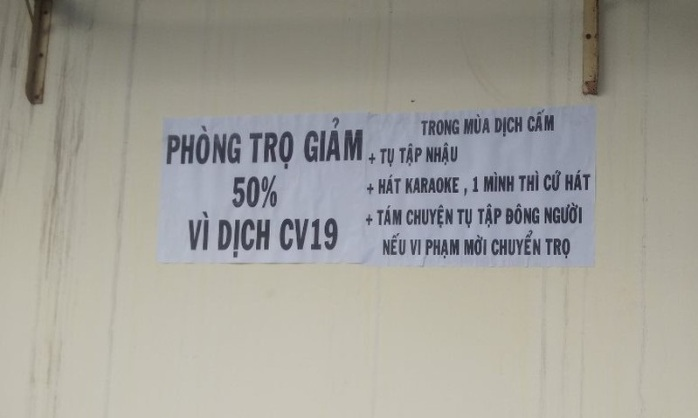 PHÒNG TRỌ GIẢM
50%
VÌ DỊCH CV19
TRONG MÙA DỊCH CẤM
+ TỤ TẬP NHẬU
+ HÁT KARAOKE , 1 MÌNH THÌ CỨ HÁT
+ TÁM CHUYỆN TỤ TẬP ĐÔNG NGƯỜI
NẾU VI PHẠM MỜI CHUYỂN TRỌ